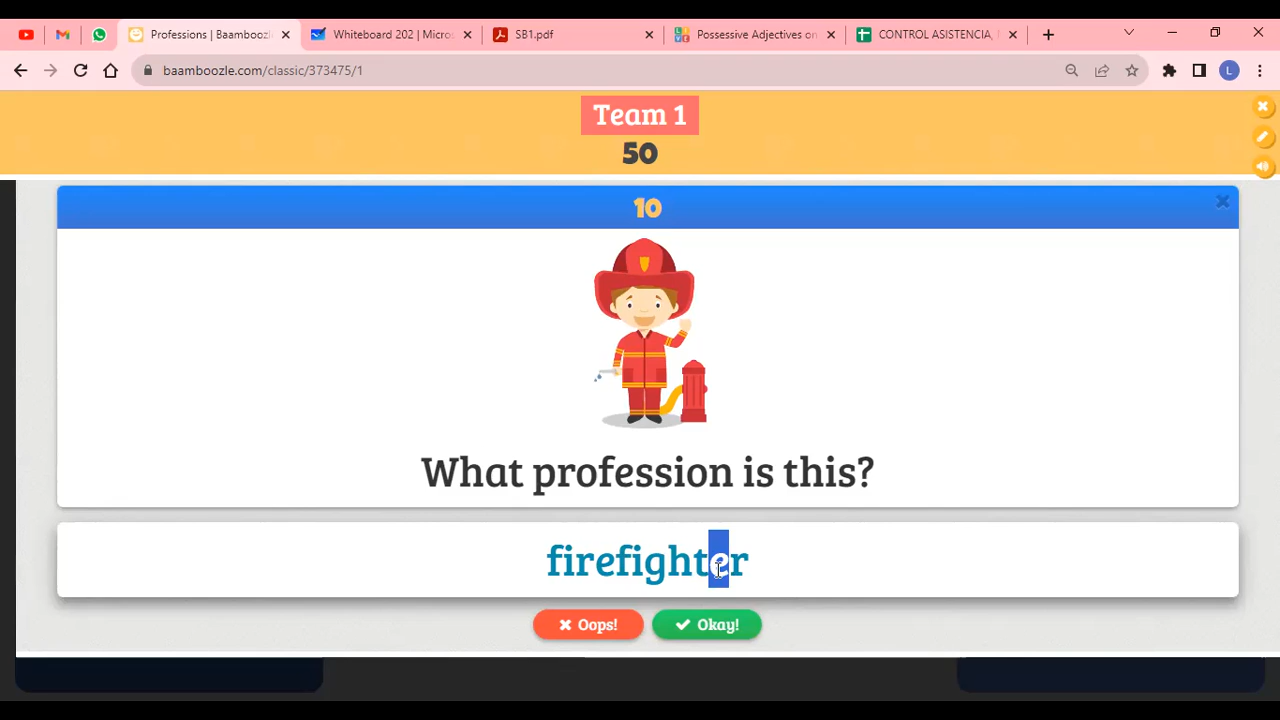 Professions | Baamboozl
Whiteboard 202 | Micros
SB1.pdf
Possessive Adjectives on
CONTROL ASISTENCIA,
baamboozle.com/classic/373475/1
L
Team 1
50
10
What profession is this?
firefighter
Oops!
Okay!